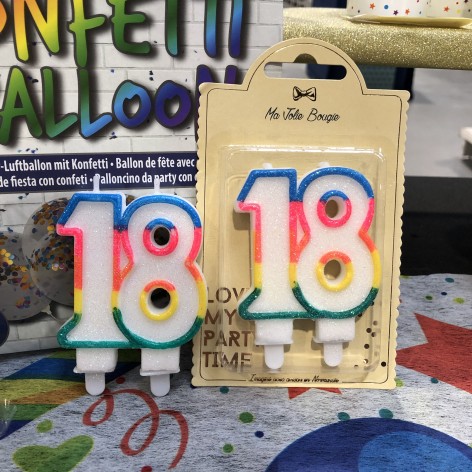 ONFETTI
ALLOON
-Luftballon mit Konfetti • Ballon de fête avec
de fiesta con confeti • Palloncino da party con c
18
Ma Jolie Bougie
18
LOV
MY
PART
TIME